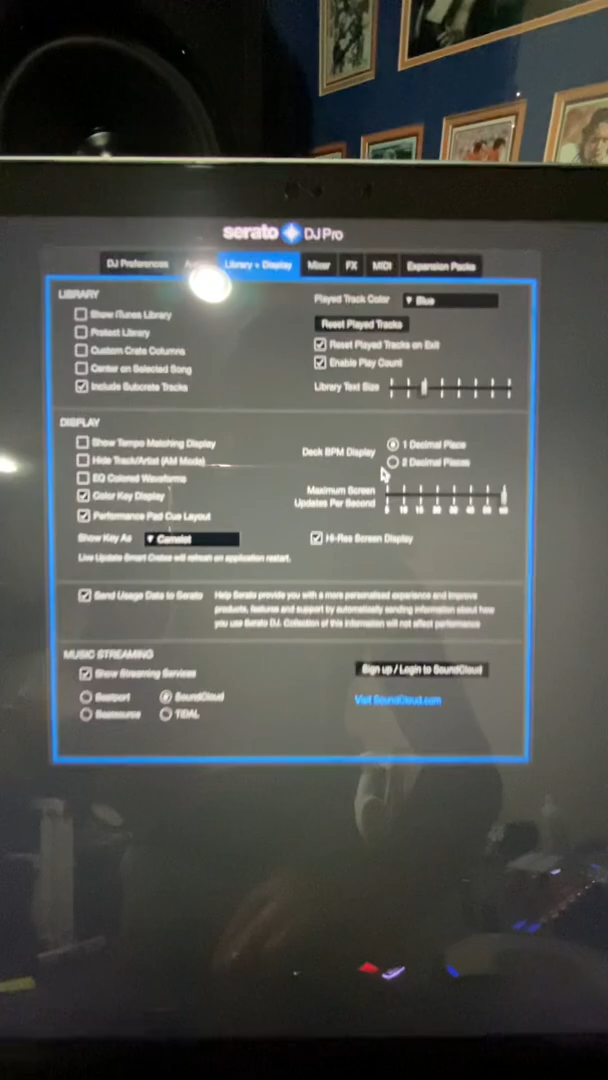 serato DJ Pro
DJ Preferences
Library + Display
Mixer
FX
MIDI
Expansion Packs
LIBRARY
Show iTunes Library
Protect Library
Custom Crate Columns
Center on Selected Song
Include Subcrate Tracks
Played Track Color
Blue
Reset Played Tracks
Reset Played Tracks on Exit
Enable Play Count
Library Text Size
DISPLAY
Show Tempo Matching Display
Hide Track/Artist (AM Mode)
EQ Colored Waveforms
Color Key Display
Performance Pad Cue Layout
Show Key As
Camelot
Live Update Smart Crates will refresh on application restart.
Deck BPM Display
1 Decimal Place
2 Decimal Places
Maximum Screen
Updates Per Second
Hi-Res Screen Display
Send Usage Data to Serato
Help Serato provide you with a more personalised experience and improve
products, features and support by automatically sending information about how
you use Serato DJ. Collection of this information will not affect performance
MUSIC STREAMING
Show Streaming Services
Beatport
SoundCloud
Beatsource
TIDAL
Sign up / Login to SoundCloud
Visit SoundCloud.com